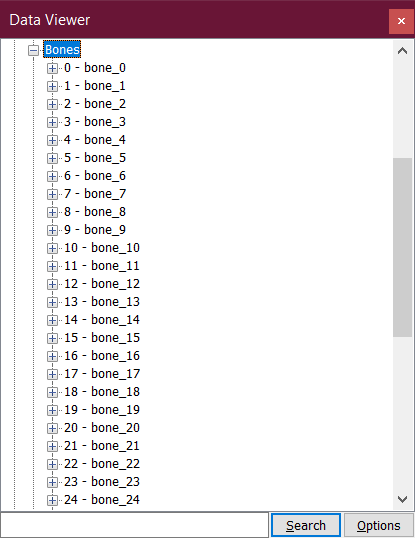 Data Viewer
Bones
0 - bone_0
1 - bone_1
2 - bone_2
3 - bone_3
4 - bone_4
5 - bone_5
6 - bone_6
7 - bone_7
8 - bone_8
9 - bone_9
10 - bone_10
11 - bone_11
12 - bone_12
13 - bone_13
14 - bone_14
15 - bone_15
16 - bone_16
17 - bone_17
18 - bone_18
19 - bone_19
20 - bone_20
21 - bone_21
22 - bone_22
23 - bone_23
24 - bone_24
Search Options